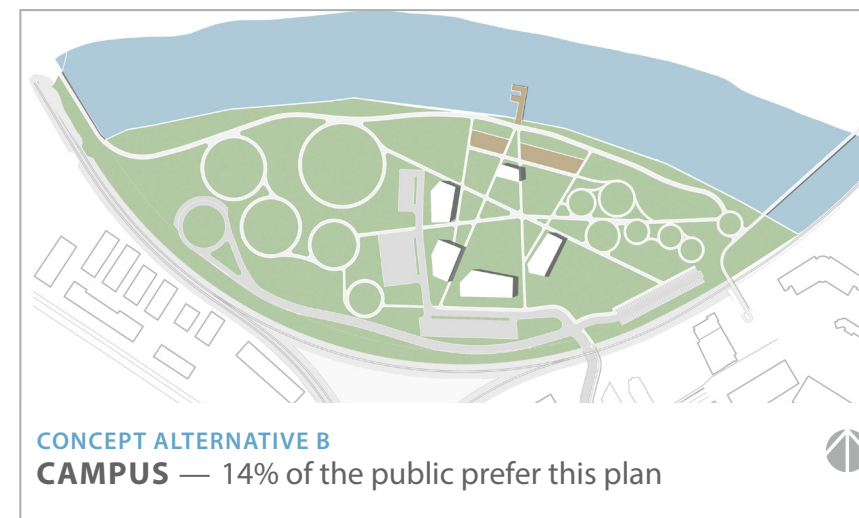 CONCEPT ALTERNATIVE B
CAMPUS — 14% of the public prefer this plan